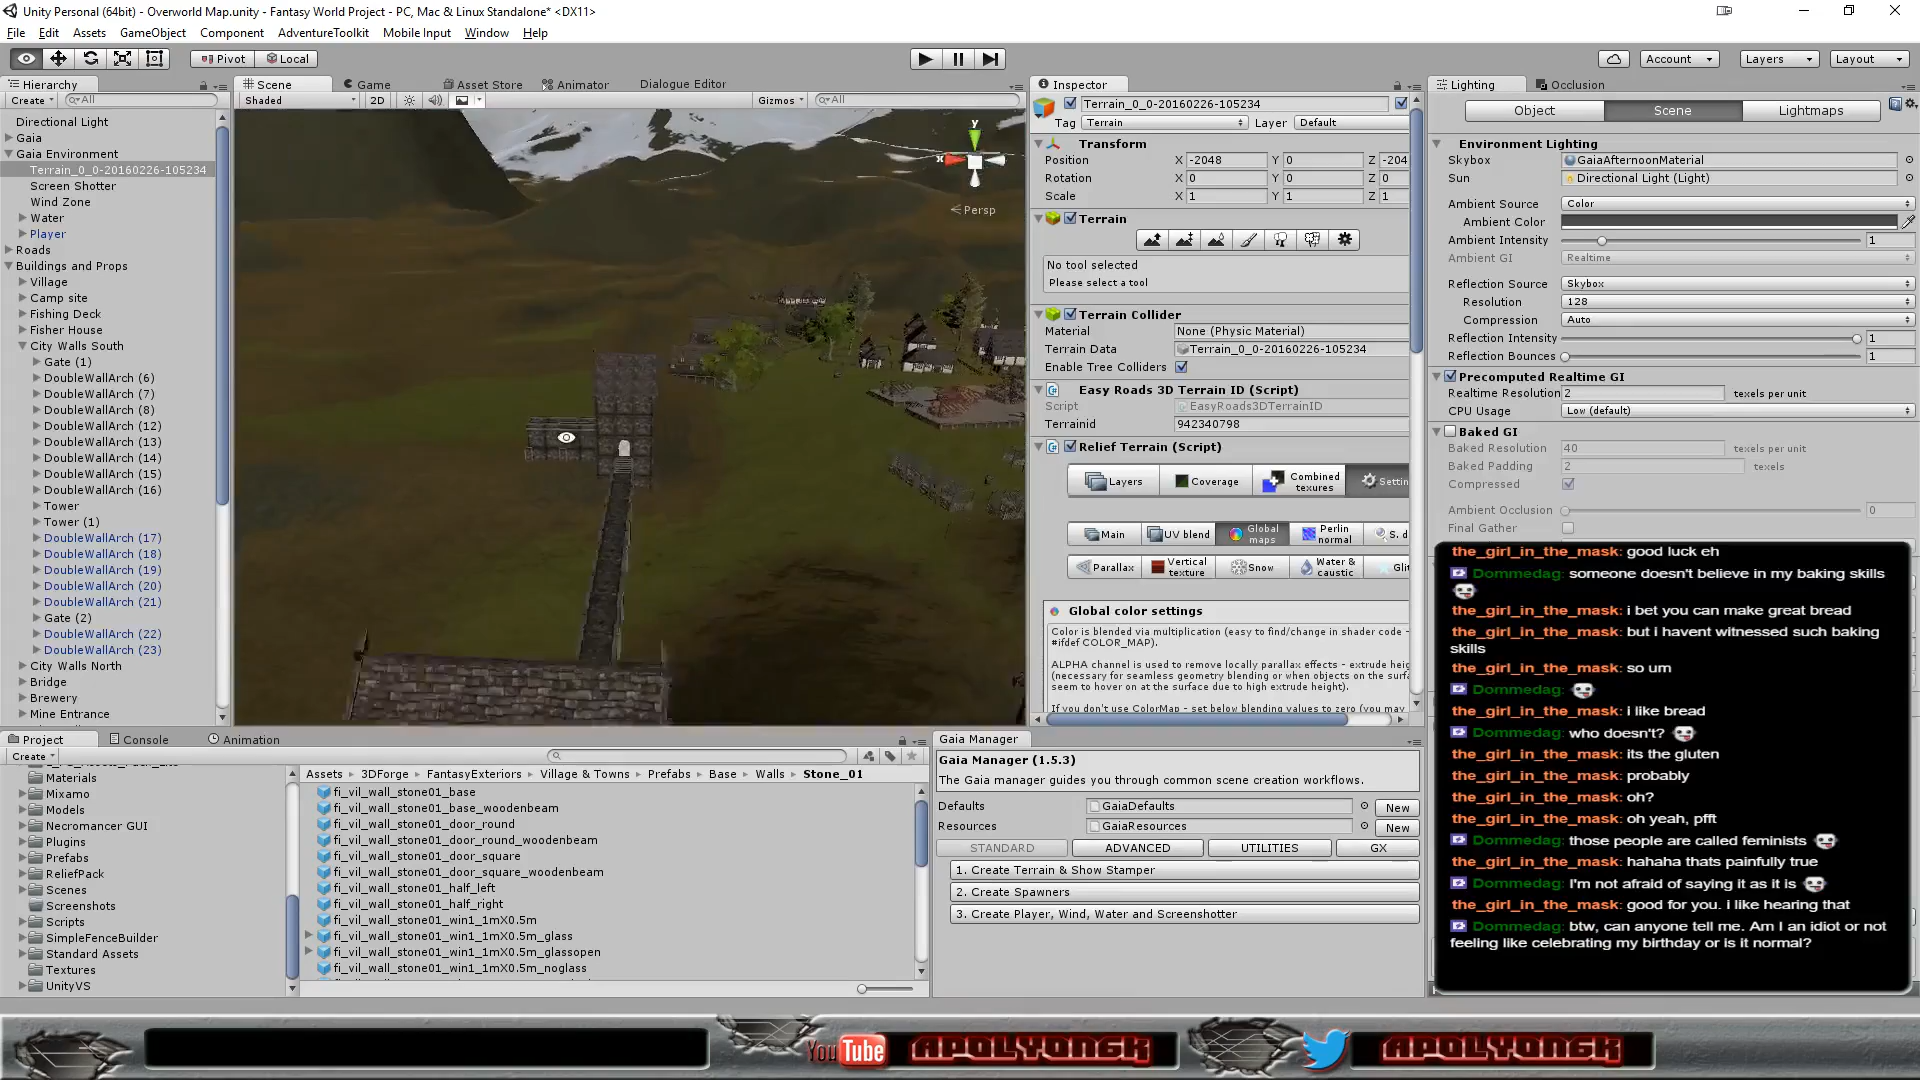 Unity Personal (64bit) - Overworld Map.unity - Fantasy World Project - PC, Mac & Linux Standalone* <DX11>
File Edit Assets GameObject Component AdventureToolkit Mobile Input Window Help
Pivot Local Account Layers Layout
Hierarchy
Create All
Directional Light
Gaia
Gaia Environment
Terrain_0_0-20160226-105234
Screen Shotter
Wind Zone
Water
Player
Roads
Buildings and Props
Village
Camp site
Fishing Deck
Fisher House
City Walls South
Gate (1)
DoubleWallArch (6)
DoubleWallArch (7)
DoubleWallArch (8)
DoubleWallArch (12)
DoubleWallArch (13)
DoubleWallArch (14)
DoubleWallArch (15)
DoubleWallArch (16)
Tower
Tower (1)
DoubleWallArch (17)
DoubleWallArch (18)
DoubleWallArch (19)
DoubleWallArch (20)
DoubleWallArch (21)
Gate (2)
DoubleWallArch (22)
DoubleWallArch (23)
City Walls North
Bridge
Brewery
Mine Entrance
Scene Game Asset Store Animator Dialogue Editor
Shaded 2D Gizmos All
y
x
Persp
Inspector
Terrain_0_0-20160226-105234
Tag Terrain Layer Default
Transform
Position X -2048 Y 0 Z -204
Rotation X 0 Y 0 Z 0
Scale X 1 Y 1 Z 1
Terrain
No tool selected
Please select a tool
Terrain Collider
Material None (Physic Material)
Terrain Data Terrain_0_0-20160226-105234
Enable Tree Colliders
Easy Roads 3D Terrain ID (Script)
Script EasyRoads3DTerrainID
Terrainid 942340798
Relief Terrain (Script)
Layers Coverage Combined texures Settin
Main UV blend Global maps Perlin normal S. d
Parallax Vertical texture Snow Water & caustic Glit
Global color settings
Color is blended via multiplication (easy to find/change in shader code -
#ifdef COLOR_MAP).
ALPHA channel is used to remove locally parallax effects - extrude heig
(necessary for seamless geometry blending or when objects on the surf
seem to hover on at the surface due to high extrude height).
If you don't use ColorMap - set below blending values to zero (you may
Lighting Occlusion
Object Scene Lightmaps
Environment Lighting
Skybox GaiaAfternoonMaterial
Sun Directional Light (Light)
Ambient Source Color
Ambient Color
Ambient Intensity 1
Ambient GI Realtime
Reflection Source Skybox
Resolution 128
Compression Auto
Reflection Intensity 1
Reflection Bounces 1
Precomputed Realtime GI
Realtime Resolution 2 texels per unit
CPU Usage Low (default)
Baked GI
Baked Resolution 40 texels per unit
Baked Padding 2 texels
Compressed
Ambient Occlusion 0
Final Gather
the_girl_in_the_mask: good luck eh
Dommedag: someone doesn't believe in my baking skills
the_girl_in_the_mask: i bet you can make great bread
the_girl_in_the_mask: but i havent witnessed such baking
skills
the_girl_in_the_mask: so um
Dommedag:
the_girl_in_the_mask: i like bread
Dommedag: who doesn't?
the_girl_in_the_mask: its the gluten
the_girl_in_the_mask: probably
the_girl_in_the_mask: oh?
the_girl_in_the_mask: oh yeah, pfft
Dommedag: those people are called feminists
the_girl_in_the_mask: hahaha thats painfully true
Dommedag: I'm not afraid of saying it as it is
the_girl_in_the_mask: good for you. i like hearing that
Dommedag: btw, can anyone tell me. Am I an idiot or not
feeling like celebrating my birthday or is it normal?
Project Console Animation
Create
Materials
Mixamo
Models
Necromancer GUI
Plugins
Prefabs
ReliefPack
Scenes
Screenshots
Scripts
SimpleFenceBuilder
Standard Assets
Textures
UnityVS
Assets 3DForge FantasyExteriors Village & Towns Prefabs Base Walls Stone_01
fi_vil_wall_stone01_base
fi_vil_wall_stone01_base_woodenbeam
fi_vil_wall_stone01_door_round
fi_vil_wall_stone01_door_round_woodenbeam
fi_vil_wall_stone01_door_square
fi_vil_wall_stone01_door_square_woodenbeam
fi_vil_wall_stone01_half_left
fi_vil_wall_stone01_half_right
fi_vil_wall_stone01_win1_1mX0.5m
fi_vil_wall_stone01_win1_1mX0.5m_glass
fi_vil_wall_stone01_win1_1mX0.5m_glassopen
fi_vil_wall_stone01_win1_1mX0.5m_noglass
Gaia Manager
Gaia Manager (1.5.3)
The Gaia manager guides you through common scene creation workflows.
Defaults GaiaDefaults New
Resources GaiaResources New
STANDARD ADVANCED UTILITIES GX
1. Create Terrain & Show Stamper
2. Create Spawners
3. Create Player, Wind, Water and Screenshotter
YouTube APOLYONGK APOLYONGK